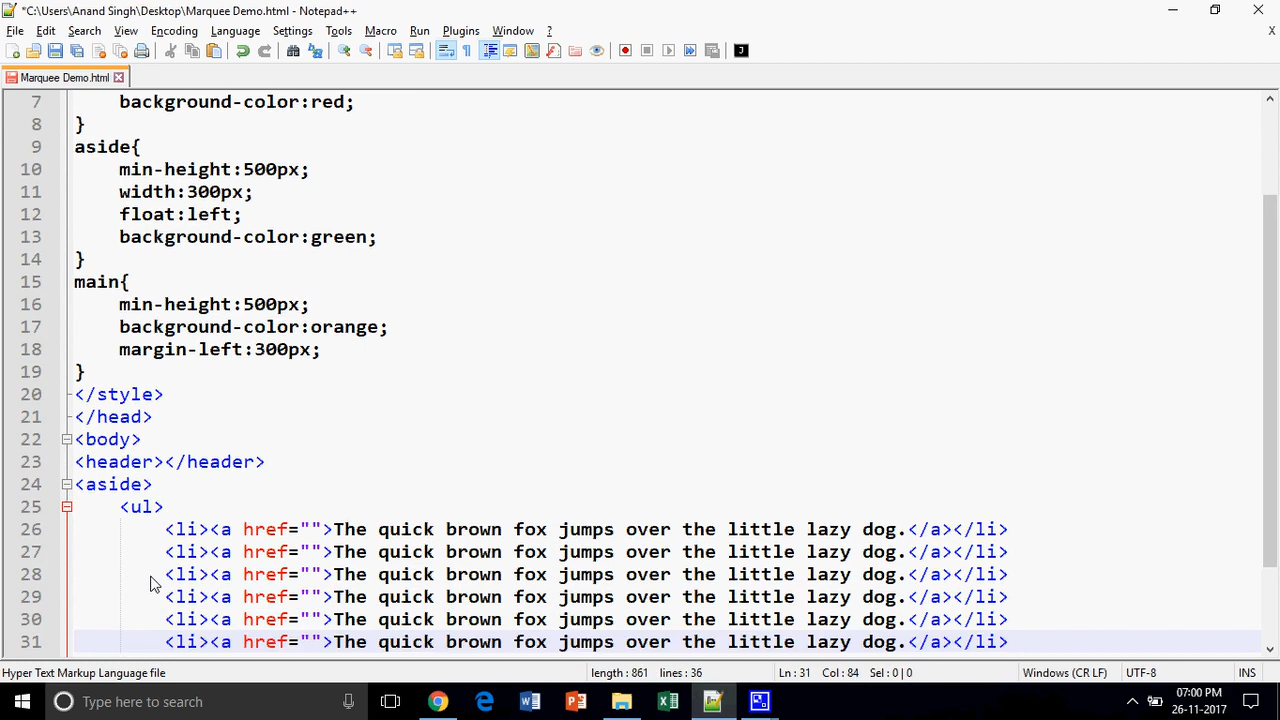 *C:\Users\Anand Singh\Desktop\Marquee Demo.html - Notepad++
File Edit Search View Encoding Language Settings Tools Macro Run Plugins Window ? X
Marquee Demo.html
7 background-color:red;
8 }
9 aside{
10 min-height:500px;
11 width:300px;
12 float:left;
13 background-color:green;
14 }
15 main{
16 min-height:500px;
17 background-color:orange;
18 margin-left:300px;
19 }
20 </style>
21 </head>
22 <body>
23 <header></header>
24 <aside>
25 <ul>
26 <li><a href="">The quick brown fox jumps over the little lazy dog.</a></li>
27 <li><a href="">The quick brown fox jumps over the little lazy dog.</a></li>
28 <li><a href="">The quick brown fox jumps over the little lazy dog.</a></li>
29 <li><a href="">The quick brown fox jumps over the little lazy dog.</a></li>
30 <li><a href="">The quick brown fox jumps over the little lazy dog.</a></li>
31 <li><a href="">The quick brown fox jumps over the little lazy dog.</a></li>
Hyper Text Markup Language file length : 861 lines : 36 Ln : 31 Col : 84 Sel : 0 | 0 Windows (CR LF) UTF-8 INS
Type here to search
07:00 PM
26-11-2017